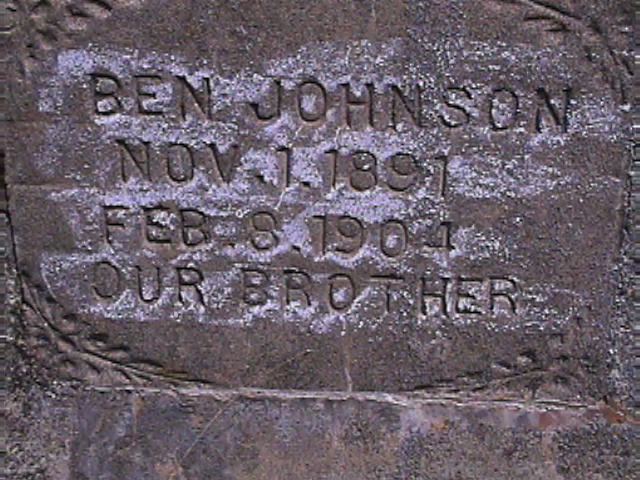 BEN JOHNSON
NOV. 1. 1891
FEB. 8. 1904
OUR BROTHER